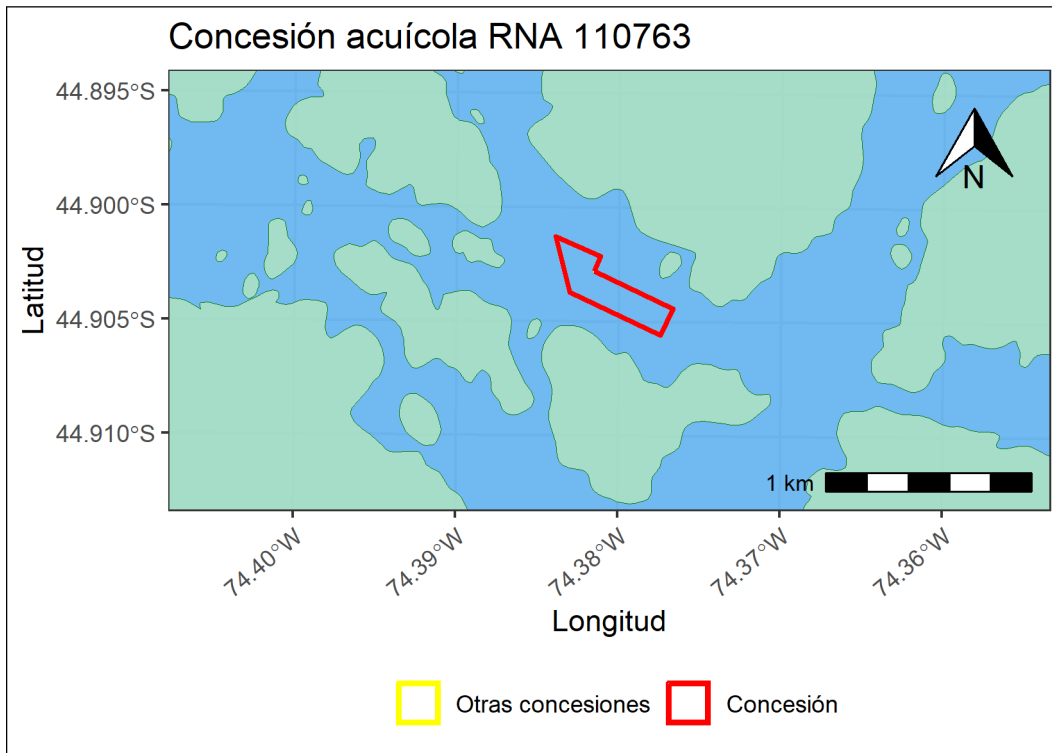 Concesión acuícola RNA 110763
44.895°S
44.900°S
44.905°S
44.910°S
Latitud
N
1 km
74.40°W
74.39°W
74.38°W
74.37°W
74.36°W
Longitud
Otras concesiones
Concesión